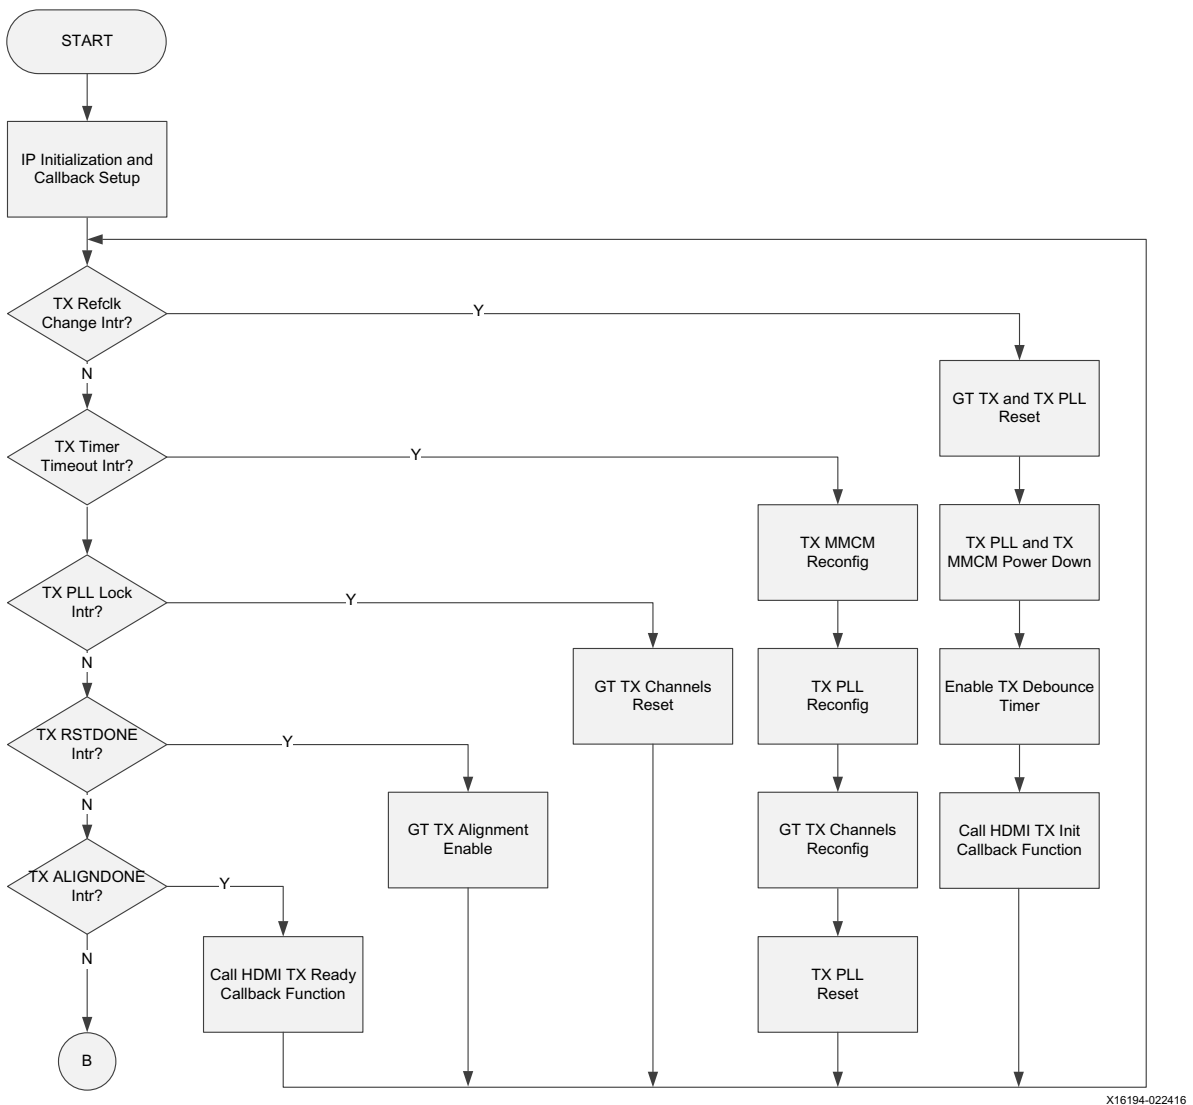 START
IP Initialization and
Callback Setup
TX Refclk
Change Intr?
Y
N
GT TX and TX PLL
Reset
TX Timer
Timeout Intr?
Y
TX MMCM
Reconfig
TX PLL and TX
MMCM Power Down
TX PLL Lock
Intr?
Y
N
GT TX Channels
Reset
TX PLL
Reconfig
Enable TX Debounce
Timer
TX RSTDONE
Intr?
Y
N
GT TX Alignment
Enable
GT TX Channels
Reconfig
Call HDMI TX Init
Callback Function
TX ALIGNDONE
Intr?
Y
N
Call HDMI TX Ready
Callback Function
TX PLL
Reset
B
X16194-022416